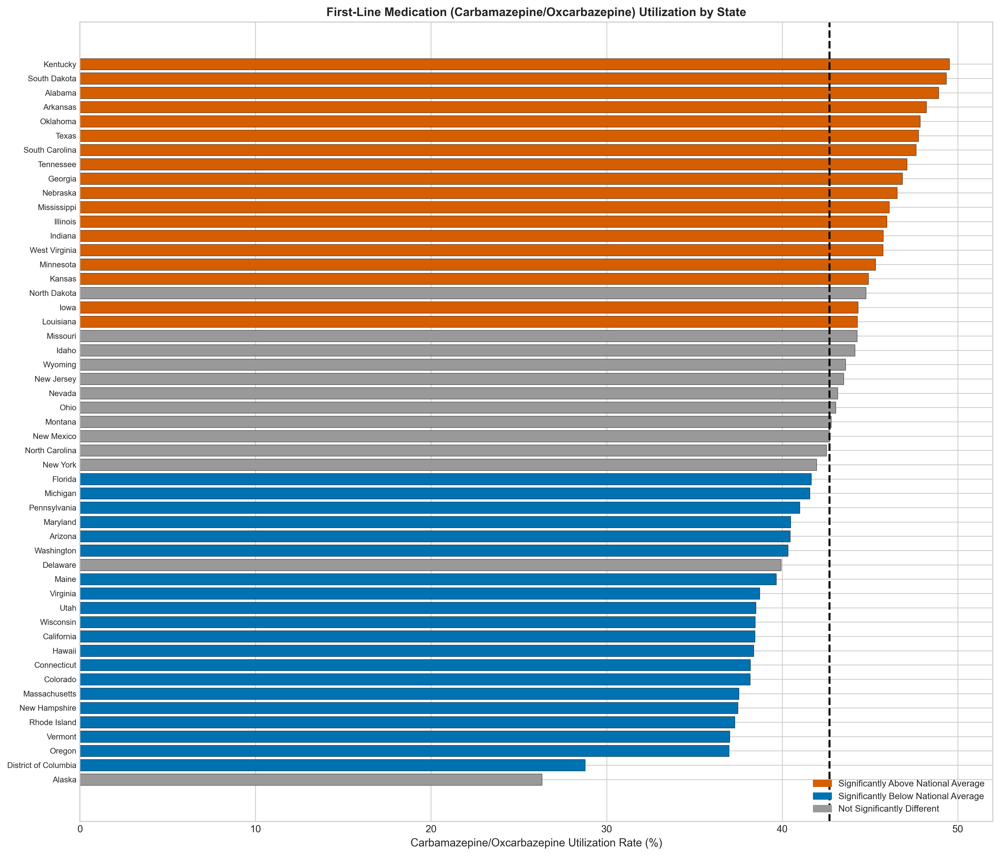 First-Line Medication (Carbamazepine/Oxcarbazepine) Utilization by State
Kentucky
South Dakota
Alabama
Arkansas
Oklahoma
Texas
South Carolina
Tennessee
Georgia
Nebraska
Mississippi
Illinois
Indiana
West Virginia
Minnesota
Kansas
North Dakota
Iowa
Louisiana
Missouri
Idaho
Wyoming
New Jersey
Nevada
Ohio
Montana
New Mexico
North Carolina
New York
Florida
Michigan
Pennsylvania
Maryland
Arizona
Washington
Delaware
Maine
Virginia
Utah
Wisconsin
California
Hawaii
Connecticut
Colorado
Massachusetts
New Hampshire
Rhode Island
Vermont
Oregon
District of Columbia
Alaska
Significantly Above National Average
Significantly Below National Average
Not Significantly Different
0 10 20 30 40 50
Carbamazepine/Oxcarbazepine Utilization Rate (%)